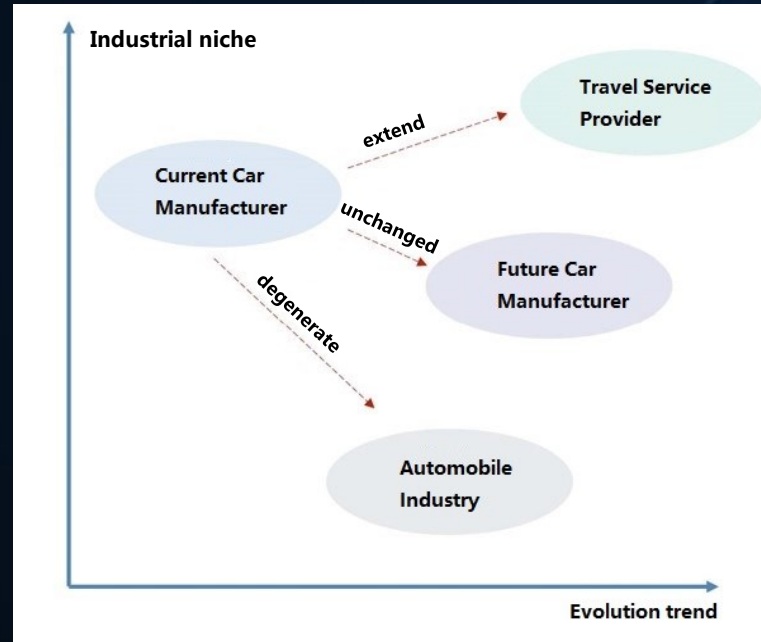 Industrial niche
Travel Service
Provider
extend
Current Car
Manufacturer
unchanged
Future Car
Manufacturer
degenerate
Automobile
Industry
Evolution trend